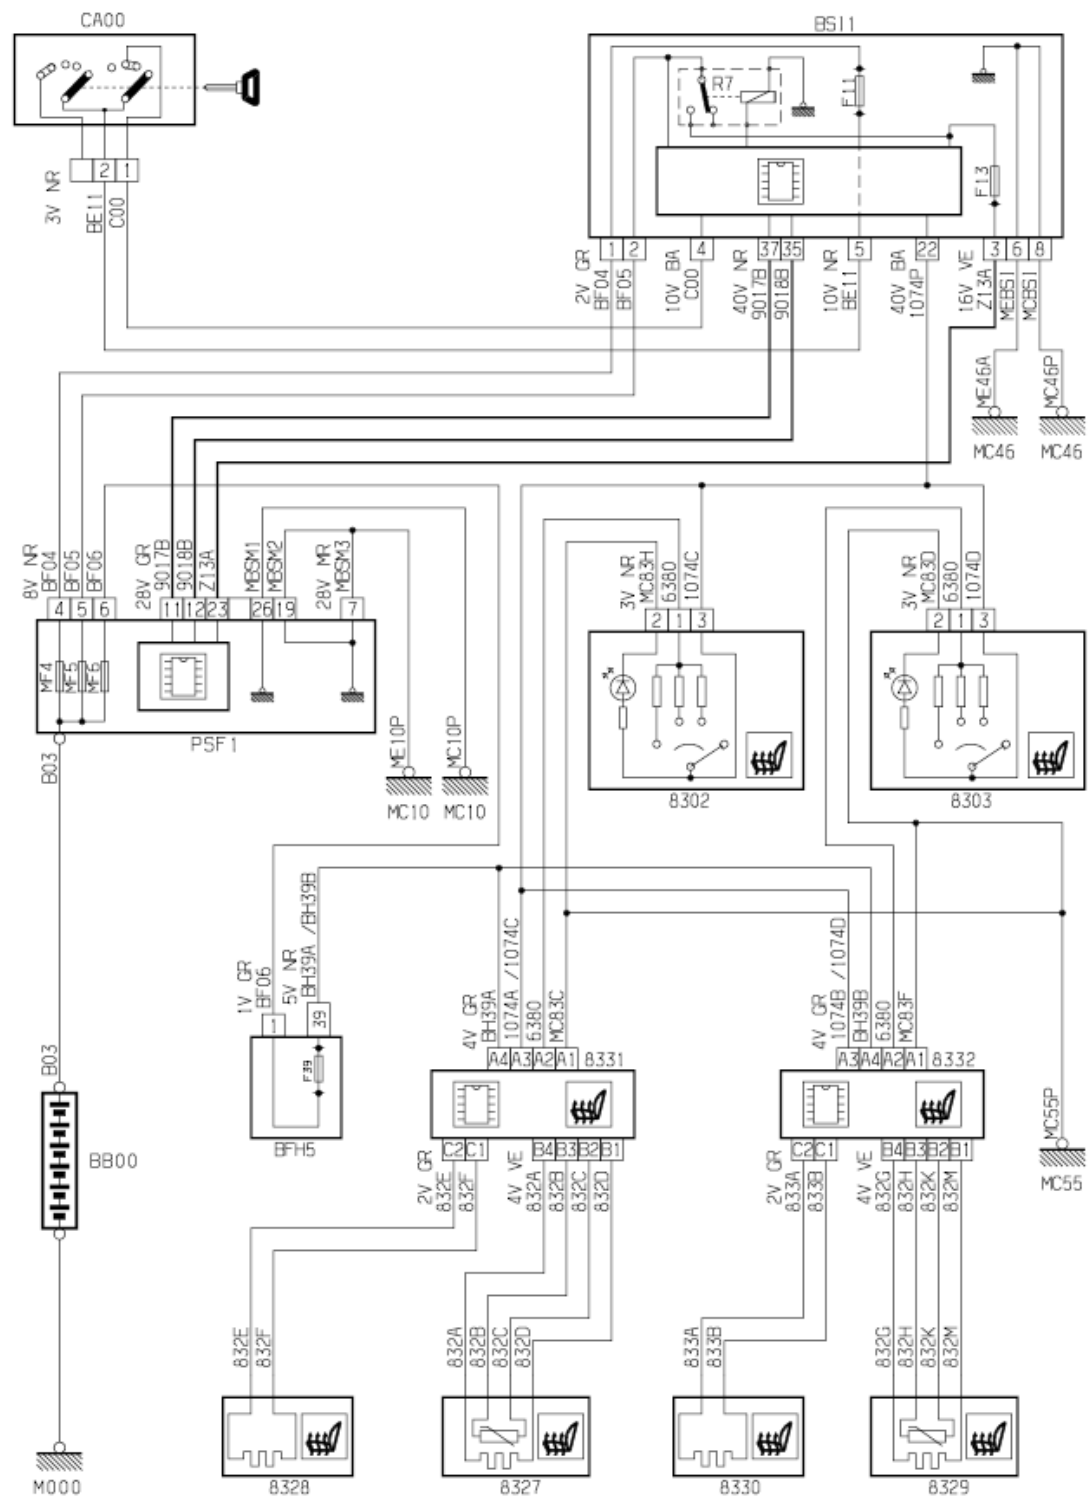 CA00
BSI1
R7
F11
F13
2 1
3V NR
BE11
C00
1 2 4 37 35 5 22 3 6 8
2V GR
BF04
BF05
10V BA
C00
40V NR
9017B
9018B
10V NR
BE11
40V BA
1074P
16V VE
Z13A
MEBSI
MCBSI
ME46A
MC46P
MC46 MC46
8V NR
BF04
BF05
BF06
28V GR
9017B
9018B
Z13A
MBSM1
MBSM2
28V MR
MBSM3
4 5 6 11 12 23 26 19 7
MF4
MF5
MF6
PSF1
B03
ME10P
MC10P
MC10 MC10
3V NR
MC83H
6380
1074C
2 1 3
8302
3V NR
MC83D
6380
1074D
2 1 3
8303
1V GR
BF06
5V NR
BH39A /BH39B
1 39
F39
BFH5
4V GR
BH39A
1074A /1074C
6380
MC83C
A4 A3 A2 A1 8331
4V GR
1074B /1074D
BH39B
6380
MC83F
A3 A4 A2 A1 8332
B03
BB00
MC55P
MC55
C2 C1 B4 B3 B2 B1
2V GR
832E
832F
4V VE
832A
832B
832C
832D
C2 C1 B4 B3 B2 B1
2V GR
833A
833B
4V VE
832G
832H
832K
832M
832E
832F
832A
832B
832C
832D
833A
833B
832G
832H
832K
832M
M000
8328 8327 8330 8329